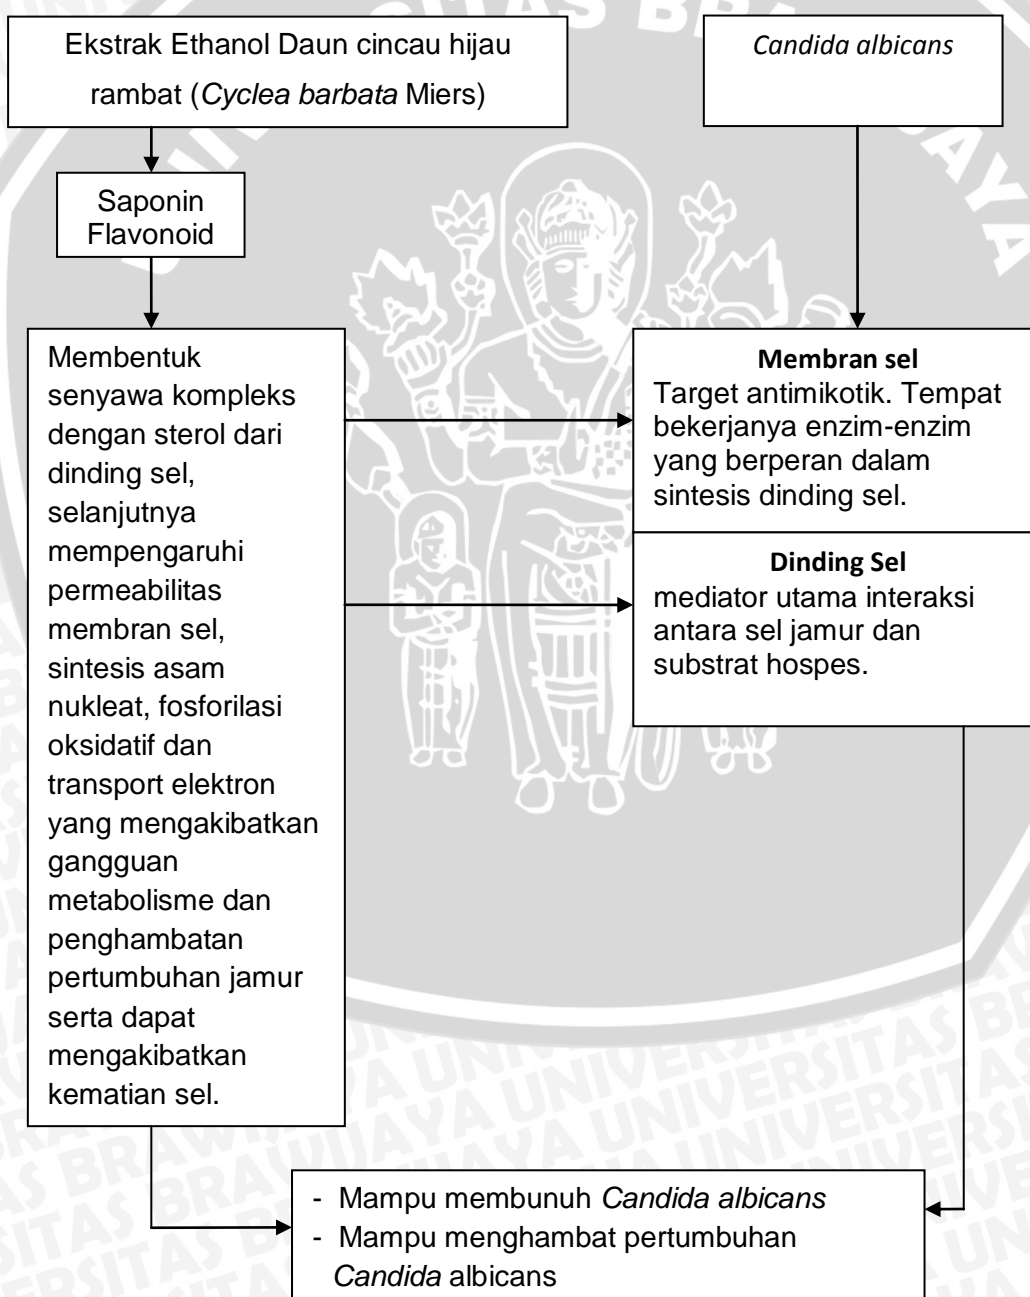 Ekstrak Ethanol Daun cincau hijau
rambat (Cyclea barbata Miers)
Candida albicans
Saponin
Flavonoid
Membentuk
senyawa kompleks
dengan sterol dari
dinding sel,
selanjutnya
mempengaruhi
permeabilitas
membran sel,
sintesis asam
nukleat, fosforilasi
oksidatif dan
transport elektron
yang mengakibatkan
gangguan
metabolisme dan
penghambatan
pertumbuhan jamur
serta dapat
mengakibatkan
kematian sel.
Membran sel
Target antimikotik. Tempat
bekerjanya enzim-enzim
yang berperan dalam
sintesis dinding sel.
Dinding Sel
mediator utama interaksi
antara sel jamur dan
substrat hospes.
- Mampu membunuh Candida albicans
- Mampu menghambat pertumbuhan
Candida albicans